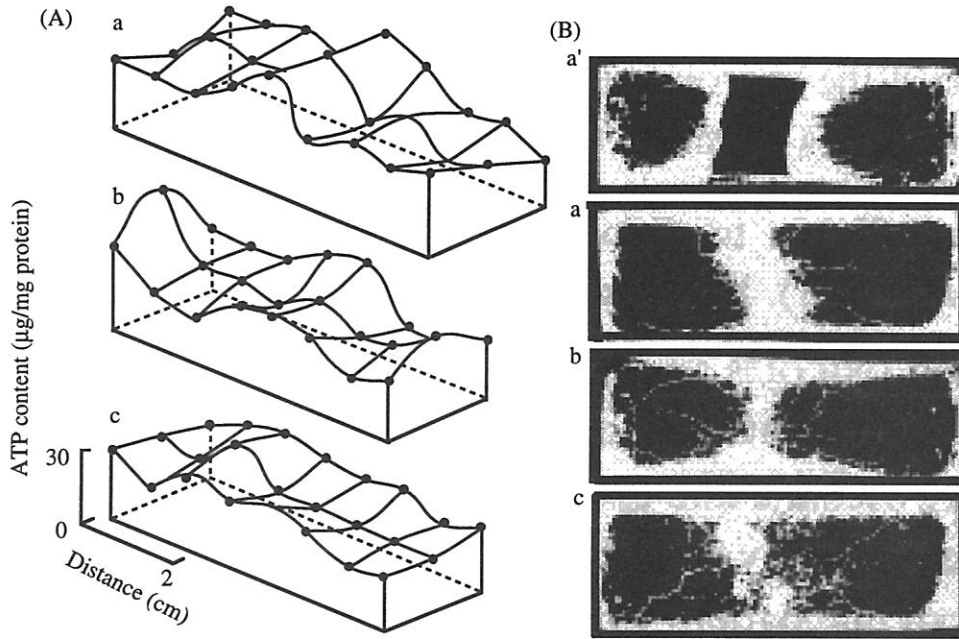 (A)
a
b
c
ATP content (μg/mg protein)
30
0
2
Distance (cm)
(B)
a'
a
b
c